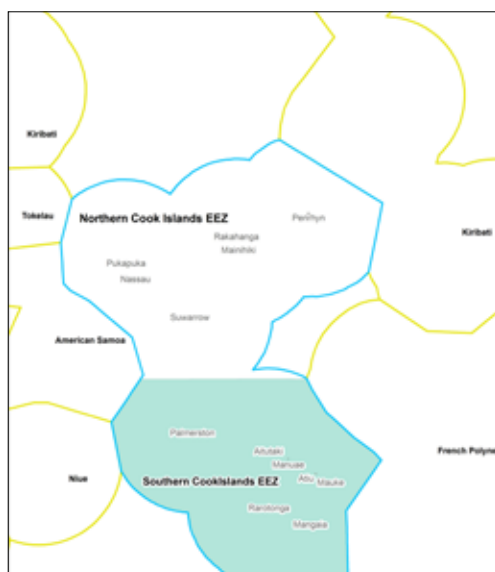 Kiribati
Tokelau
Northern Cook Islands EEZ
Penrhyn
Kiribati
Rakahanga
Mainihiki
Pukapuka
Nassau
Suwarrow
American Samoa
Palmerston
French Polyne
Aitutaki
Manuae
Niue
Southern CookIslands EEZ
Atiu
Mauke
Rarotonga
Mangaia